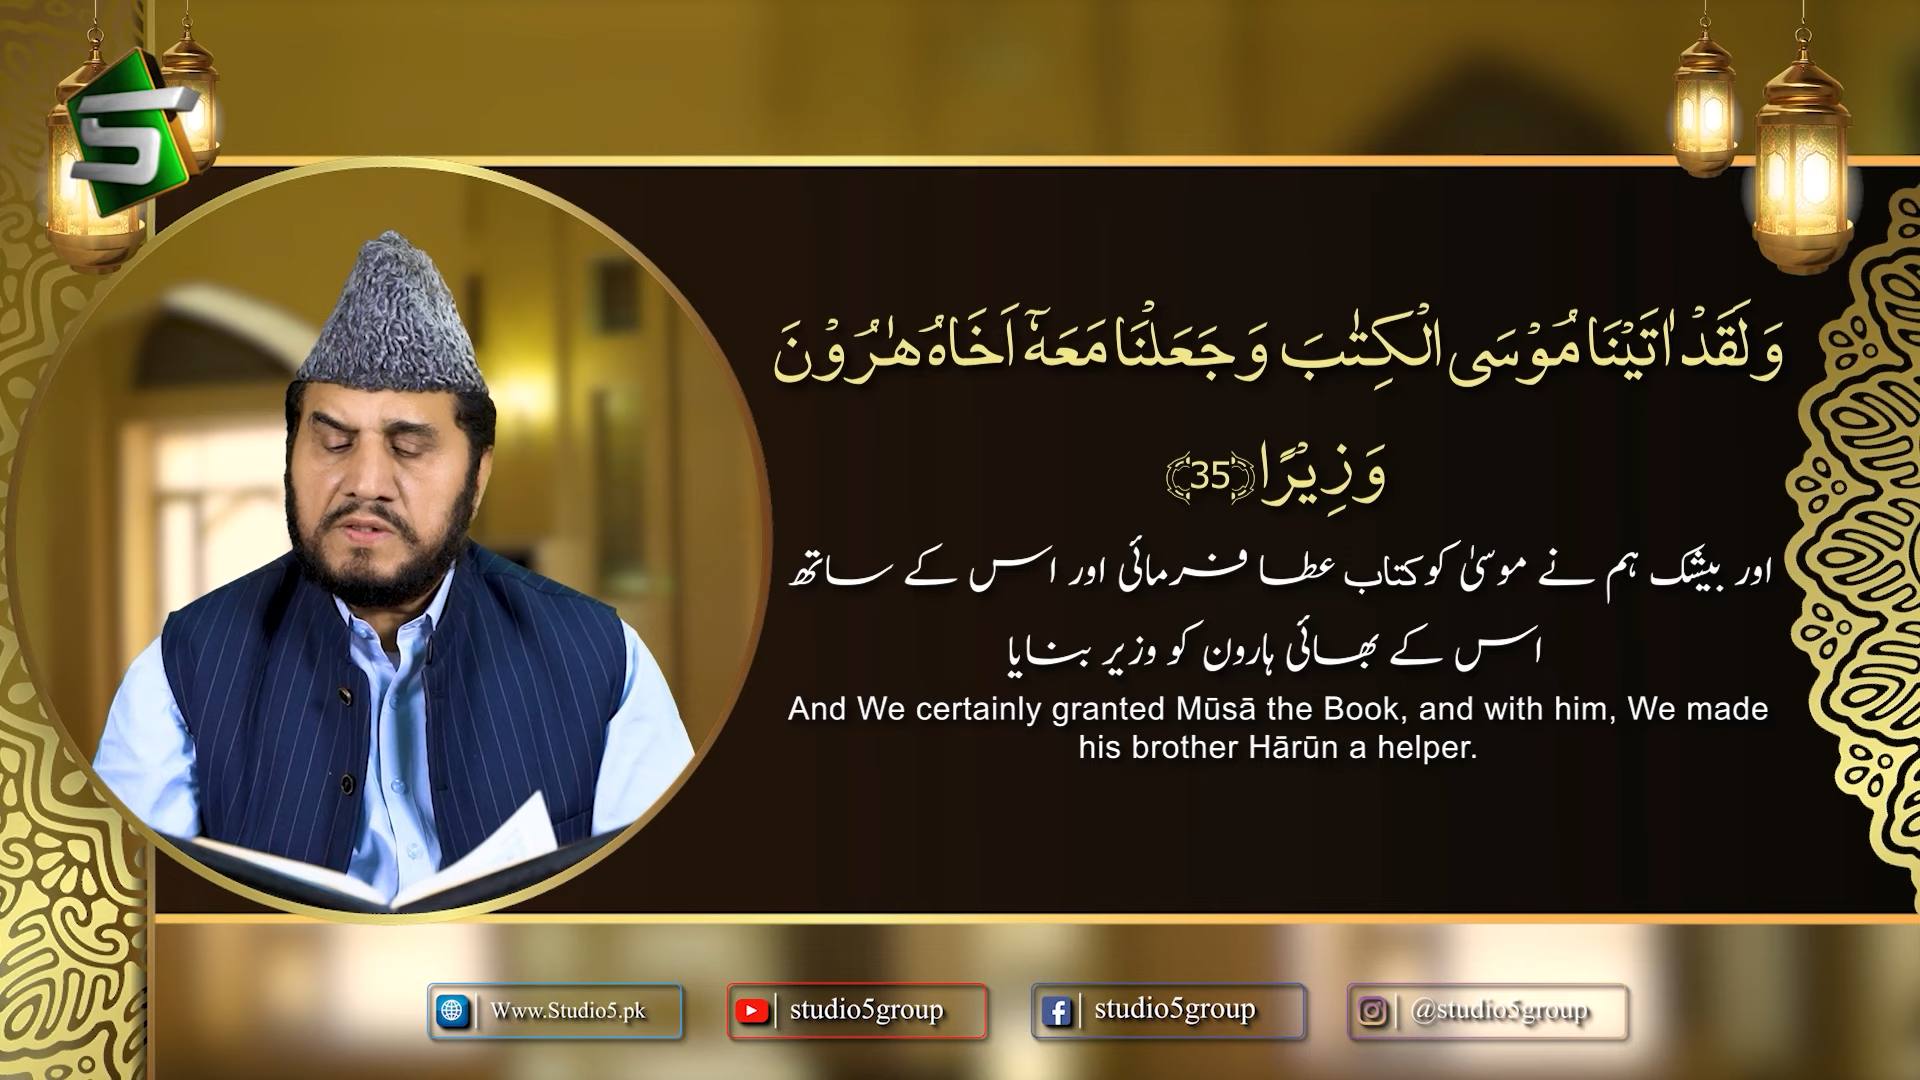 وَ لَقَدْ اٰتَیْنَا مُوْسَی الْكِتٰبَ وَ جَعَلْنَا مَعَهٗۤ اَخَاهُ هٰرُوْنَ
وَزِیْرًا ﴿35﴾
اور بیشک ہم نے موسیٰ کو کتاب عطا فرمائی اور اس کے ساتھ
اس کے بھائی ہارون کو وزیر بنایا
And We certainly granted Mūsā the Book, and with him, We made
his brother Hārūn a helper.
Www.Studio5.pk
studio5group
studio5group
@studio5group